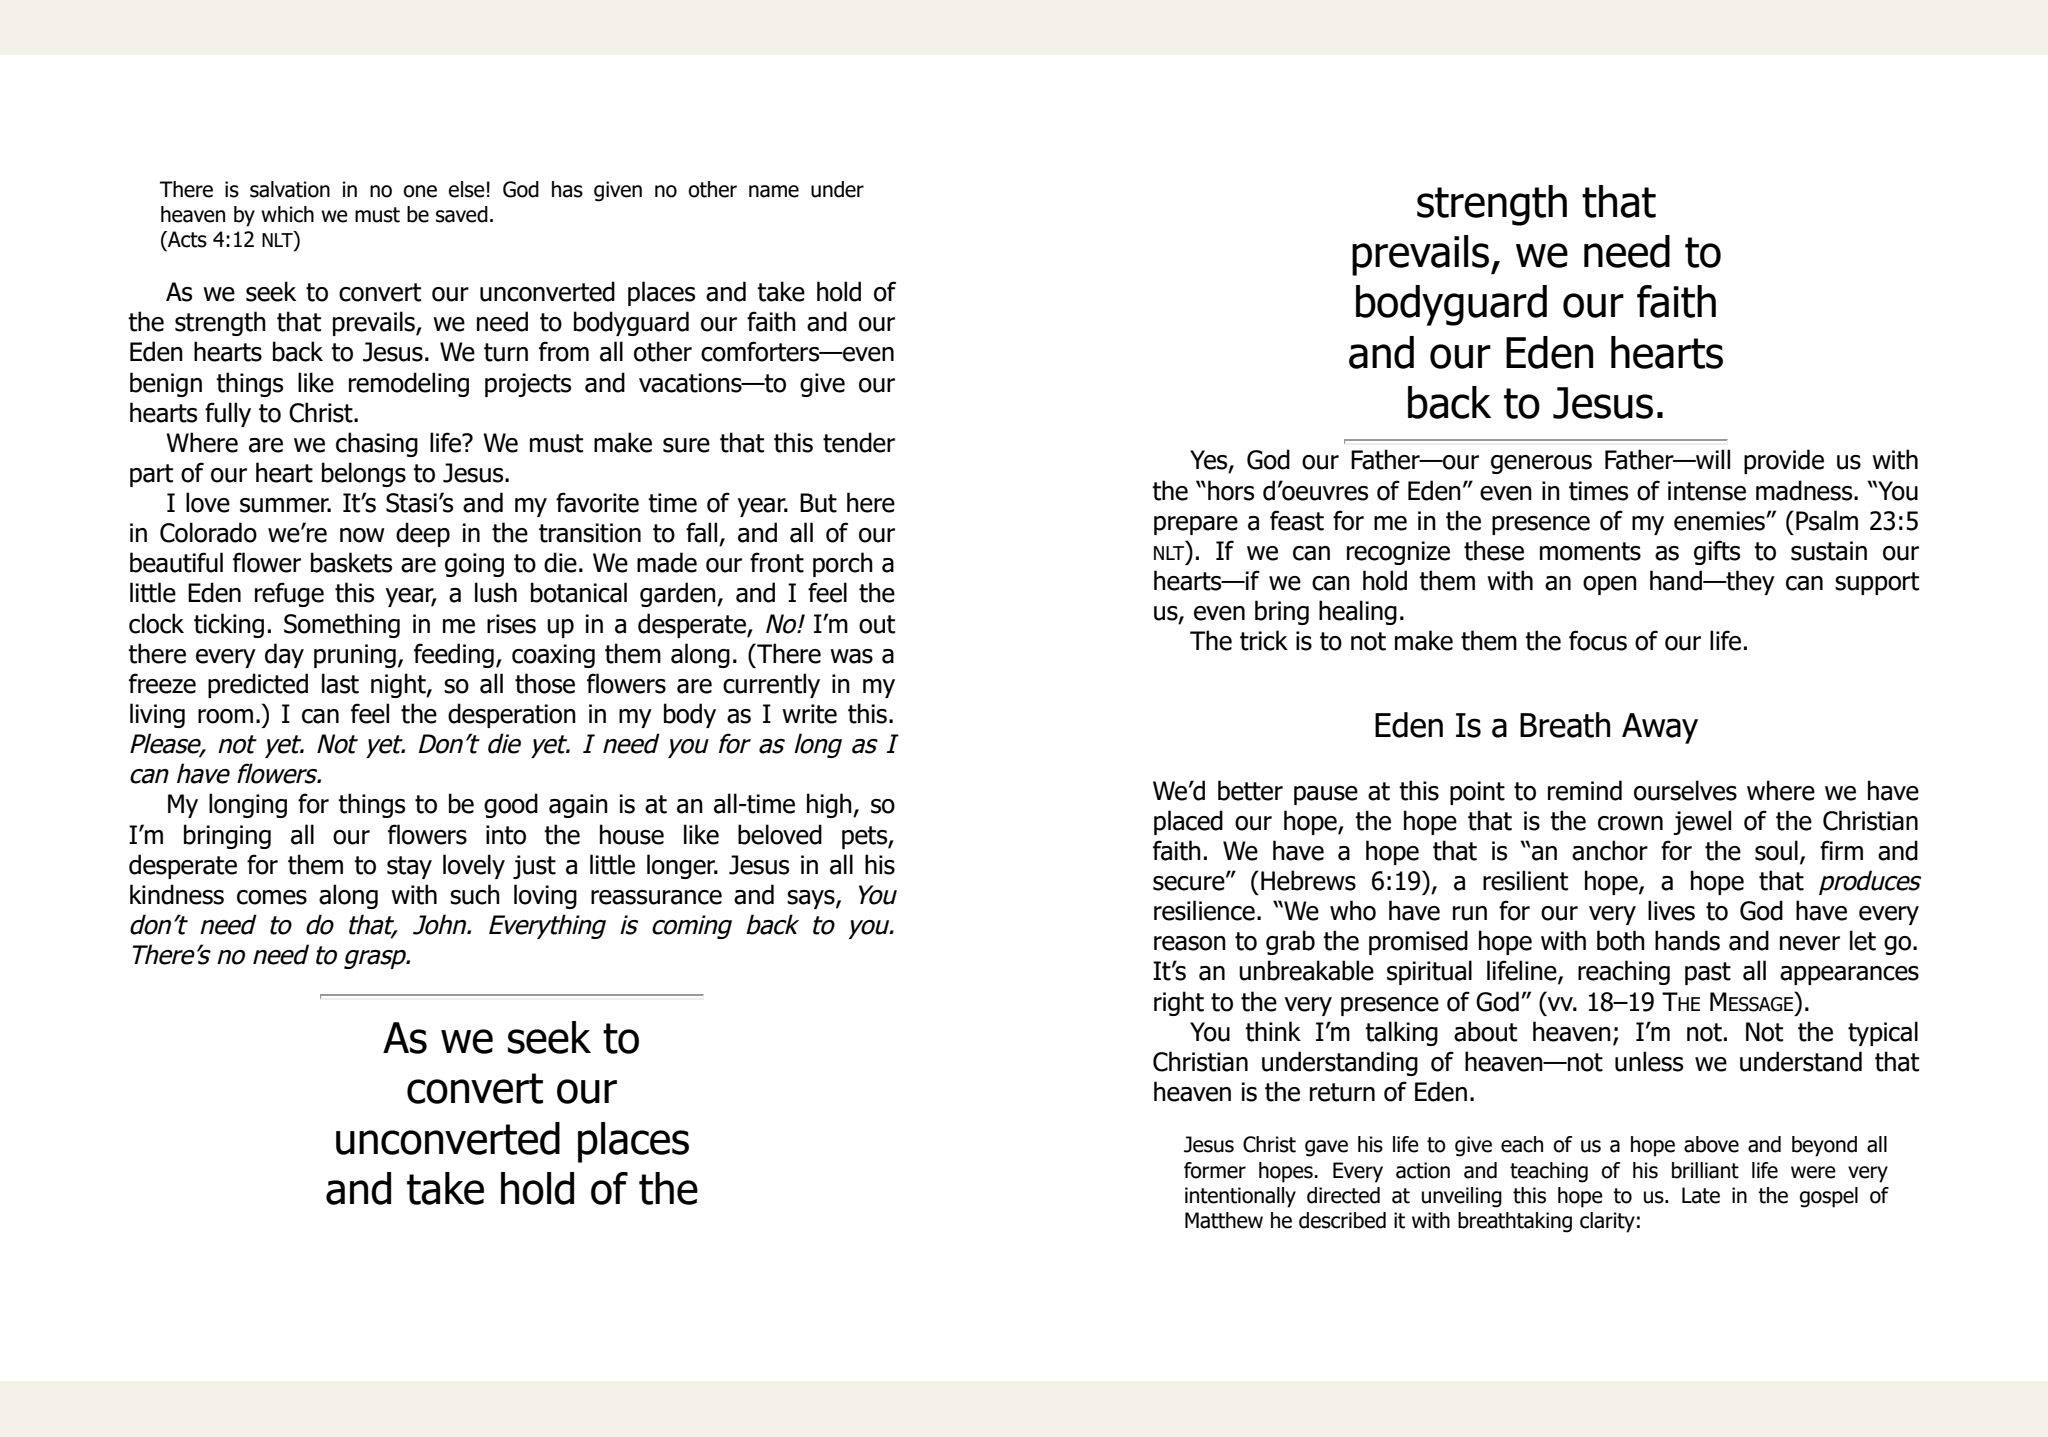 There is salvation in no one else! God has given no other name under
heaven by which we must be saved.
(Acts 4:12 NLT)
As we seek to convert our unconverted places and take hold of
the strength that prevails, we need to bodyguard our faith and our
Eden hearts back to Jesus. We turn from all other comforters—even
benign things like remodeling projects and vacations—to give our
hearts fully to Christ.
Where are we chasing life? We must make sure that this tender
part of our heart belongs to Jesus.
I love summer. It’s Stasi’s and my favorite time of year. But here
in Colorado we’re now deep in the transition to fall, and all of our
beautiful flower baskets are going to die. We made our front porch a
little Eden refuge this year, a lush botanical garden, and I feel the
clock ticking. Something in me rises up in a desperate, No! I’m out
there every day pruning, feeding, coaxing them along. (There was a
freeze predicted last night, so all those flowers are currently in my
living room.) I can feel the desperation in my body as I write this.
Please, not yet. Not yet. Don’t die yet. I need you for as long as I
can have flowers.
My longing for things to be good again is at an all-time high, so
I’m bringing all our flowers into the house like beloved pets,
desperate for them to stay lovely just a little longer. Jesus in all his
kindness comes along with such loving reassurance and says, You
don’t need to do that, John. Everything is coming back to you.
There’s no need to grasp.
As we seek to
convert our
unconverted places
and take hold of the
strength that
prevails, we need to
bodyguard our faith
and our Eden hearts
back to Jesus.
Yes, God our Father—our generous Father—will provide us with
the “hors d’oeuvres of Eden” even in times of intense madness. “You
prepare a feast for me in the presence of my enemies” (Psalm 23:5
NLT). If we can recognize these moments as gifts to sustain our
hearts—if we can hold them with an open hand—they can support
us, even bring healing.
The trick is to not make them the focus of our life.
Eden Is a Breath Away
We’d better pause at this point to remind ourselves where we have
placed our hope, the hope that is the crown jewel of the Christian
faith. We have a hope that is “an anchor for the soul, firm and
secure” (Hebrews 6:19), a resilient hope, a hope that produces
resilience. “We who have run for our very lives to God have every
reason to grab the promised hope with both hands and never let go.
It’s an unbreakable spiritual lifeline, reaching past all appearances
right to the very presence of God” (vv. 18–19 THE MESSAGE).
You think I’m talking about heaven; I’m not. Not the typical
Christian understanding of heaven—not unless we understand that
heaven is the return of Eden.
Jesus Christ gave his life to give each of us a hope above and beyond all
former hopes. Every action and teaching of his brilliant life were very
intentionally directed at unveiling this hope to us. Late in the gospel of
Matthew he described it with breathtaking clarity: